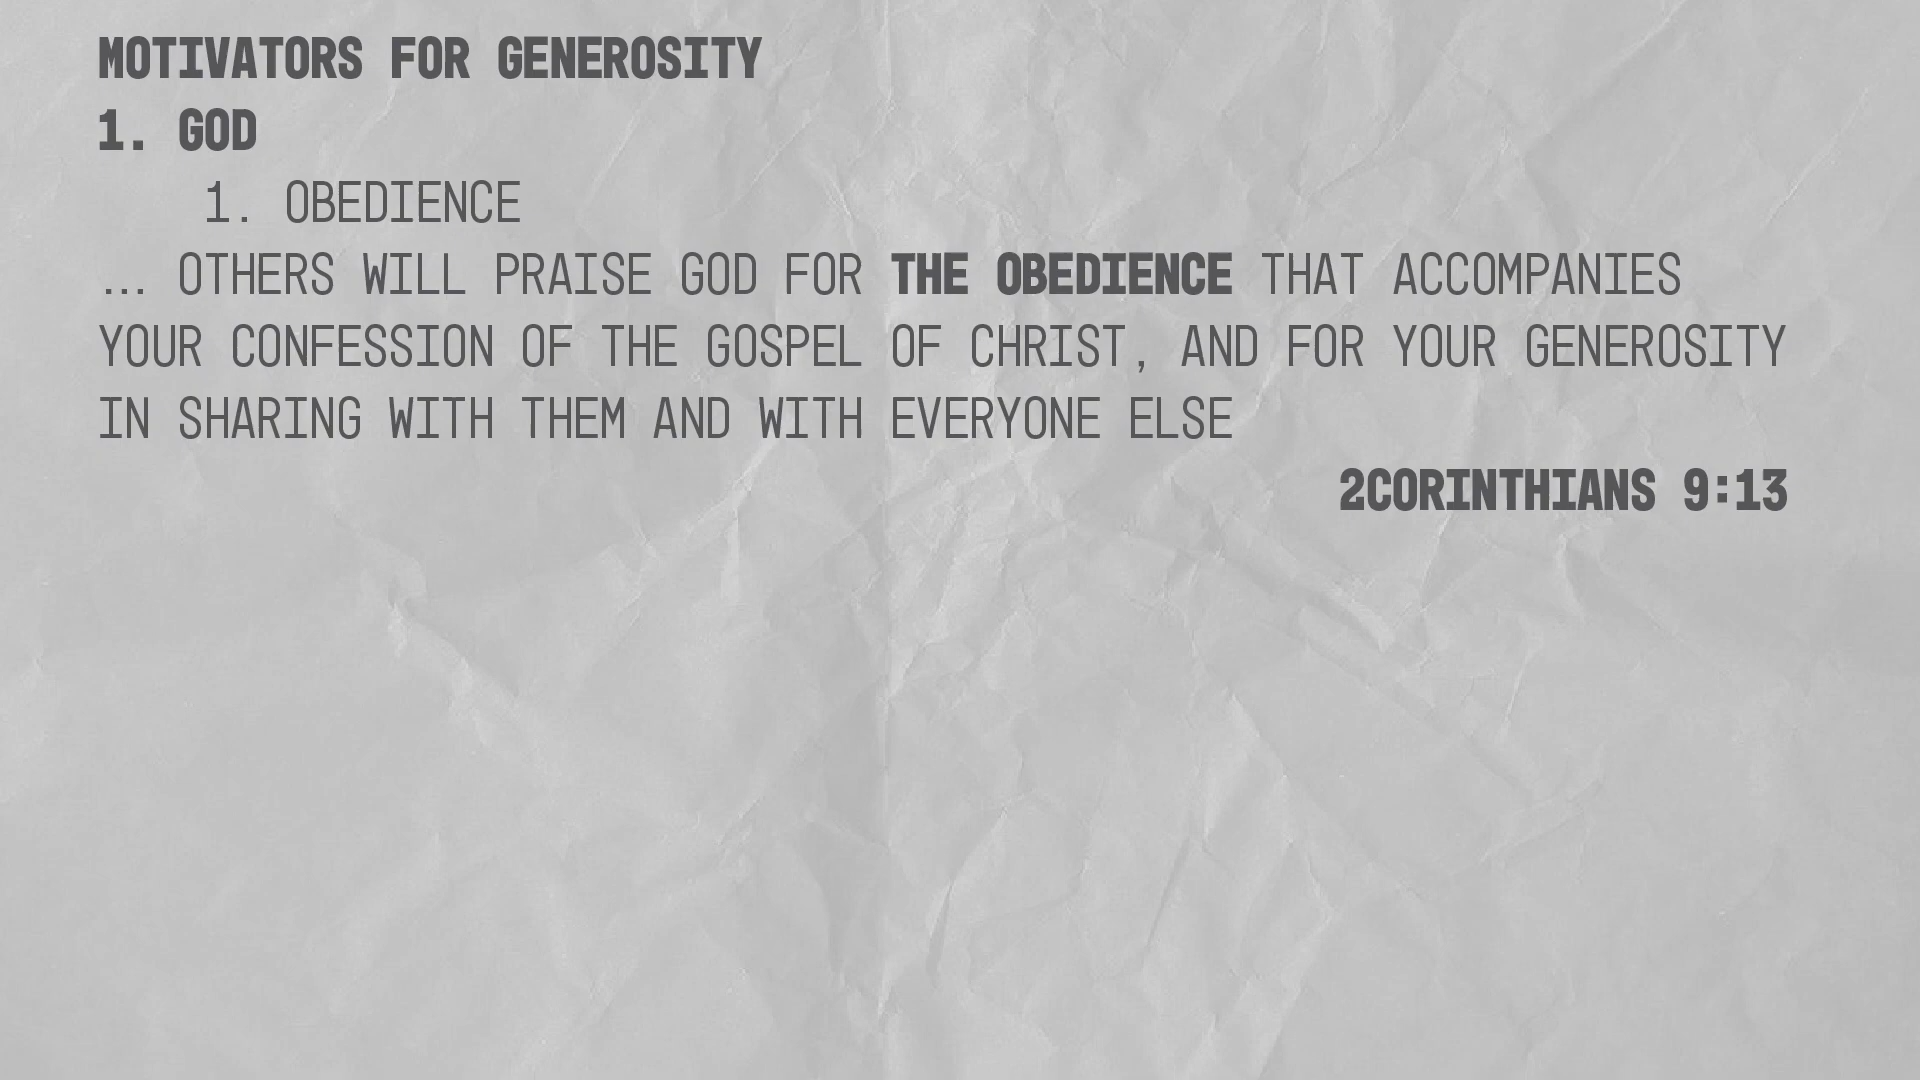 MOTIVATORS FOR GENEROSITY
1. GOD
1. OBEDIENCE
... OTHERS WILL PRAISE GOD FOR THE OBEDIENCE THAT ACCOMPANIES
YOUR CONFESSION OF THE GOSPEL OF CHRIST, AND FOR YOUR GENEROSITY
IN SHARING WITH THEM AND WITH EVERYONE ELSE
2CORINTHIANS 9:13